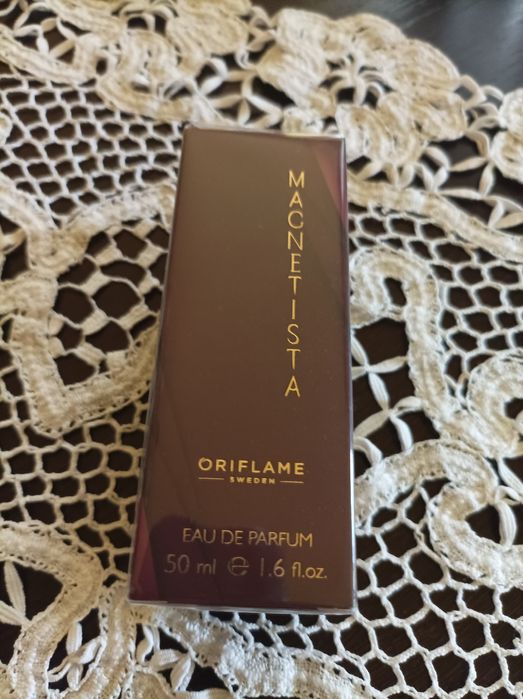 MAGNETISTA
ORIFLAME
SWEDEN
EAU DE PARFUM
50 ml ℮ 1.6 fl.oz.